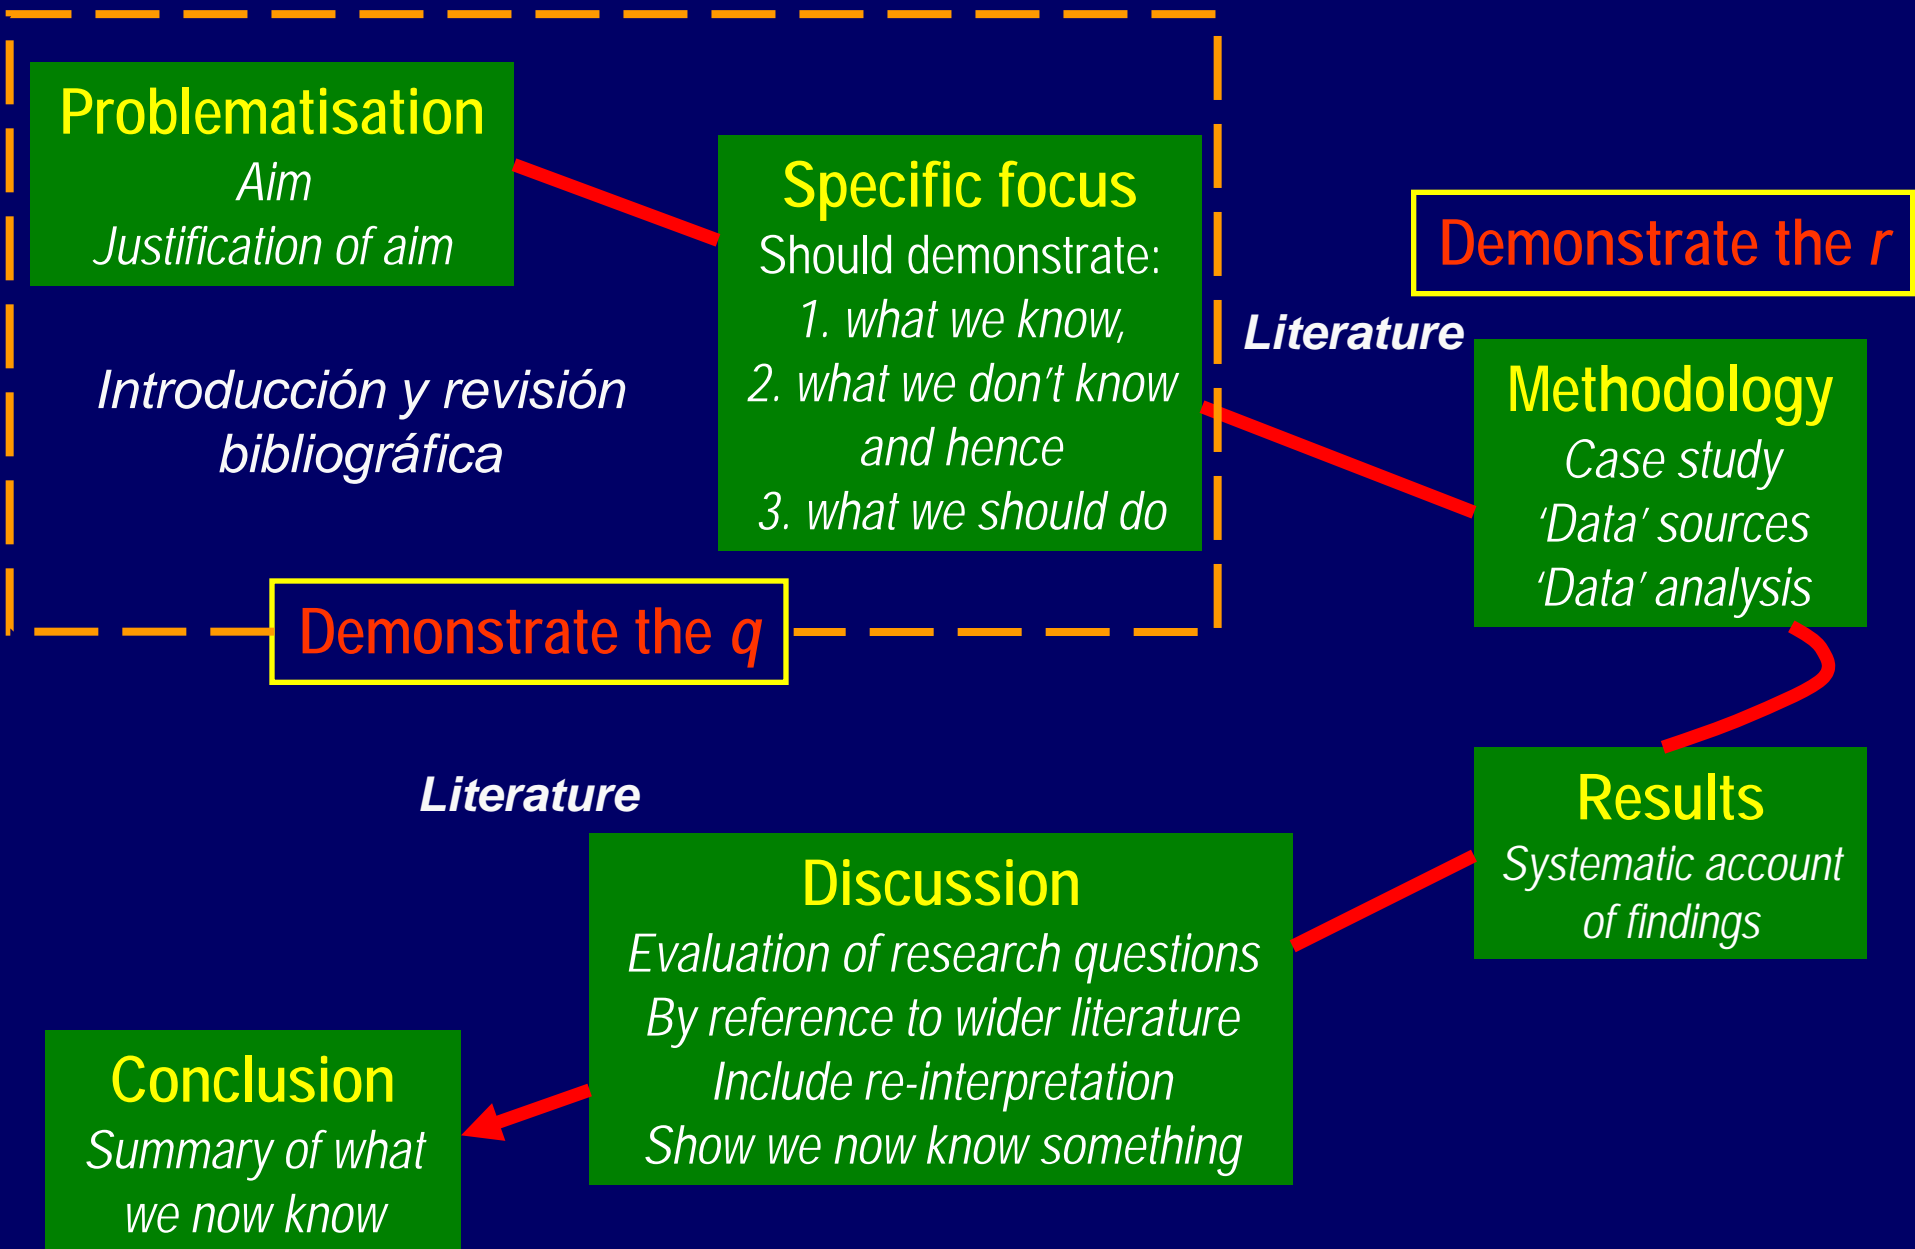 Problematisation
Aim
Justification of aim
Introducción y revisión
bibliográfica
Specific focus
Should demonstrate:
1. what we know,
2. what we don't know
and hence
3. what we should do
Demonstrate the q
Demonstrate the r
Literature
Methodology
Case study
‘Data’ sources
‘Data’ analysis
Results
Systematic account
of findings
Literature
Discussion
Evaluation of research questions
By reference to wider literature
Include re-interpretation
Show we now know something
Conclusion
Summary of what
we now know